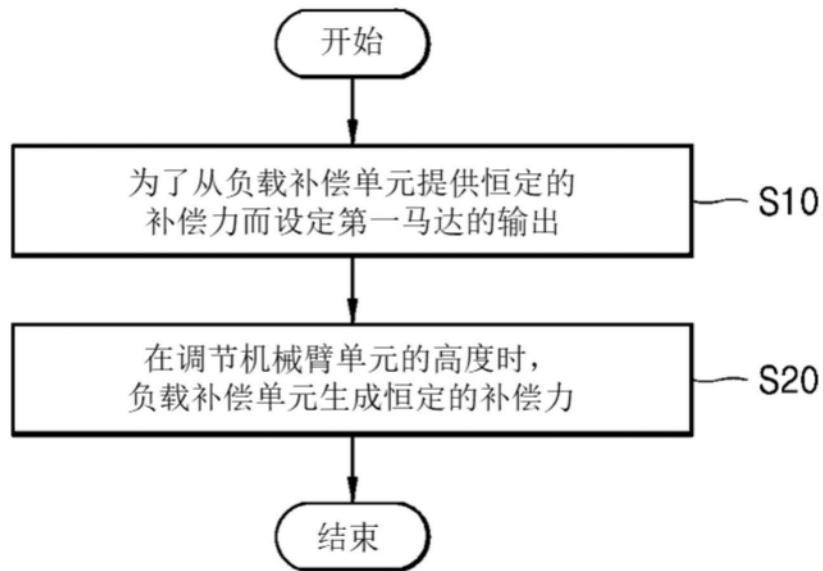 开始
为了从负载补偿单元提供恒定的
补偿力而设定第一马达的输出
S10
在调节机械臂单元的高度时，
负载补偿单元生成恒定的补偿力
S20
结束